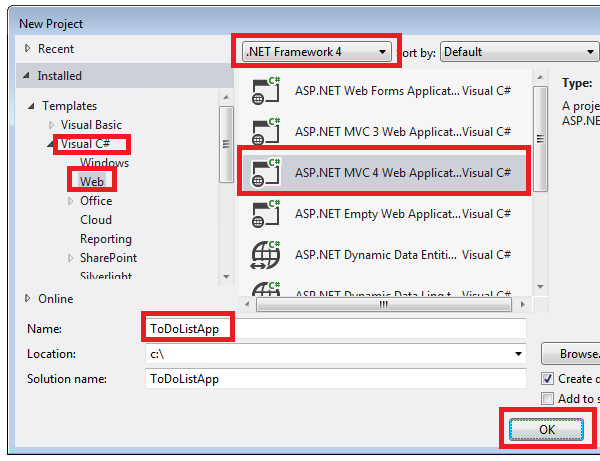 New Project
Recent
.NET Framework 4
Sort by:
Default
Installed
Templates
Visual Basic
Visual C#
Windows
Web
Office
Cloud
Reporting
SharePoint
Silverlight
Online
ASP.NET Web Forms Applicat... Visual C#
ASP.NET MVC 3 Web Applicat... Visual C#
ASP.NET MVC 4 Web Applicat... Visual C#
ASP.NET Empty Web Applicat... Visual C#
ASP.NET Dynamic Data Entiti... Visual C#
ASP.NET Dynamic Data Linq t... Visual C#
Type:
A proje
ASP.NE
Name:
ToDoListApp
Location:
c:\
Browse.
Solution name:
ToDoListApp
Create d
Add to s
OK